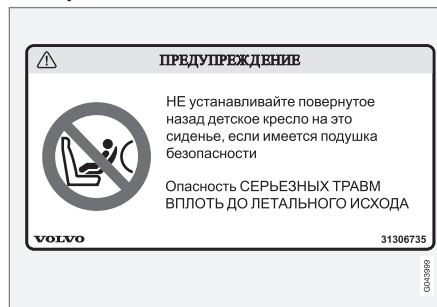 ПРЕДУПРЕЖДЕНИЕ
НЕ устанавливайте повернутое
назад детское кресло на это
сиденье, если имеется подушка
безопасности
Опасность СЕРЬЕЗНЫХ ТРАВМ
ВПЛОТЬ ДО ЛЕТАЛЬНОГО ИСХОДА
VOLVO 31306735
G043999